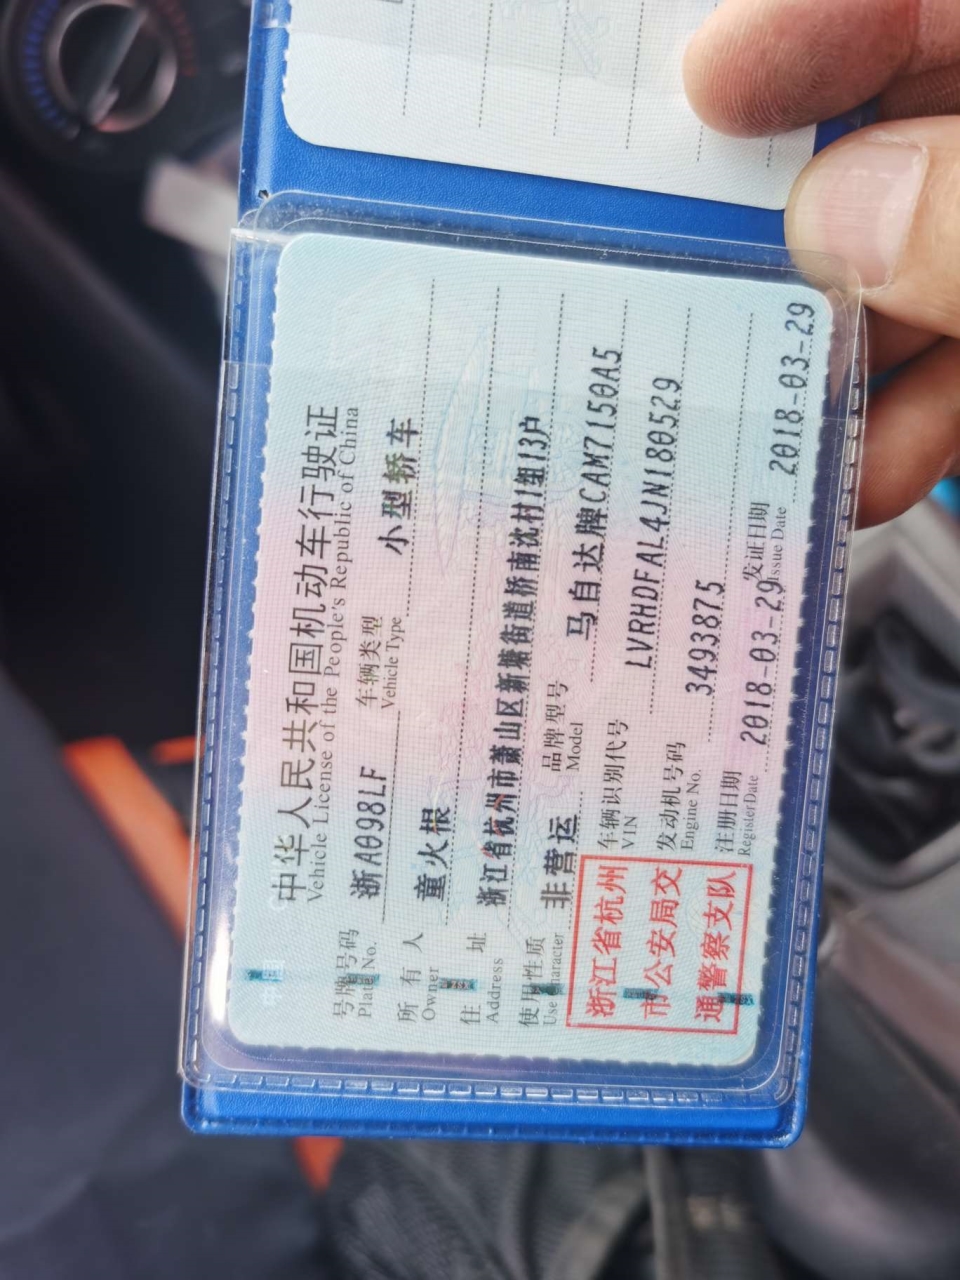 中华人民共和国机动车行驶证
Vehicle License of the People's Republic of China
号牌号码 浙A098LF 车辆类型 小型轿车
Plate No. Vehicle Type
所有人 童火根
Owner
住址 浙江省杭州市萧山区新塘街道桥南沈村1组13户
Address
使用性质 非营运 品牌型号 马自达牌CAM7150A5
Use Character Model
浙江省杭州
市公安局交
通警察支队
车辆识别代号 LVRHDFAL4JN180529
VIN
发动机号码 3493875
Engine No.
注册日期 2018-03-29 发证日期 2018-03-29
Register Date Issue Date